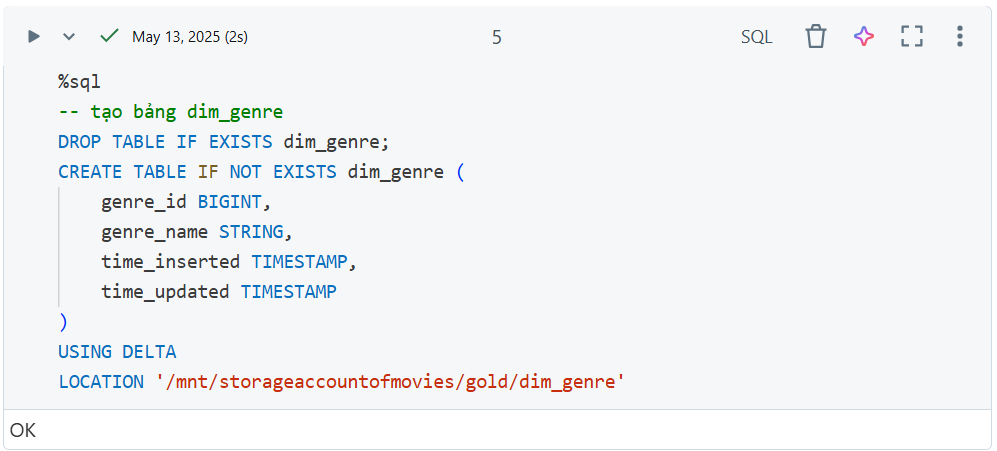 May 13, 2025 (2s)
5
SQL
%sql
-- tạo bảng dim_genre
DROP TABLE IF EXISTS dim_genre;
CREATE TABLE IF NOT EXISTS dim_genre (
    genre_id BIGINT,
    genre_name STRING,
    time_inserted TIMESTAMP,
    time_updated TIMESTAMP
)
USING DELTA
LOCATION '/mnt/storageaccountofmovies/gold/dim_genre'
OK